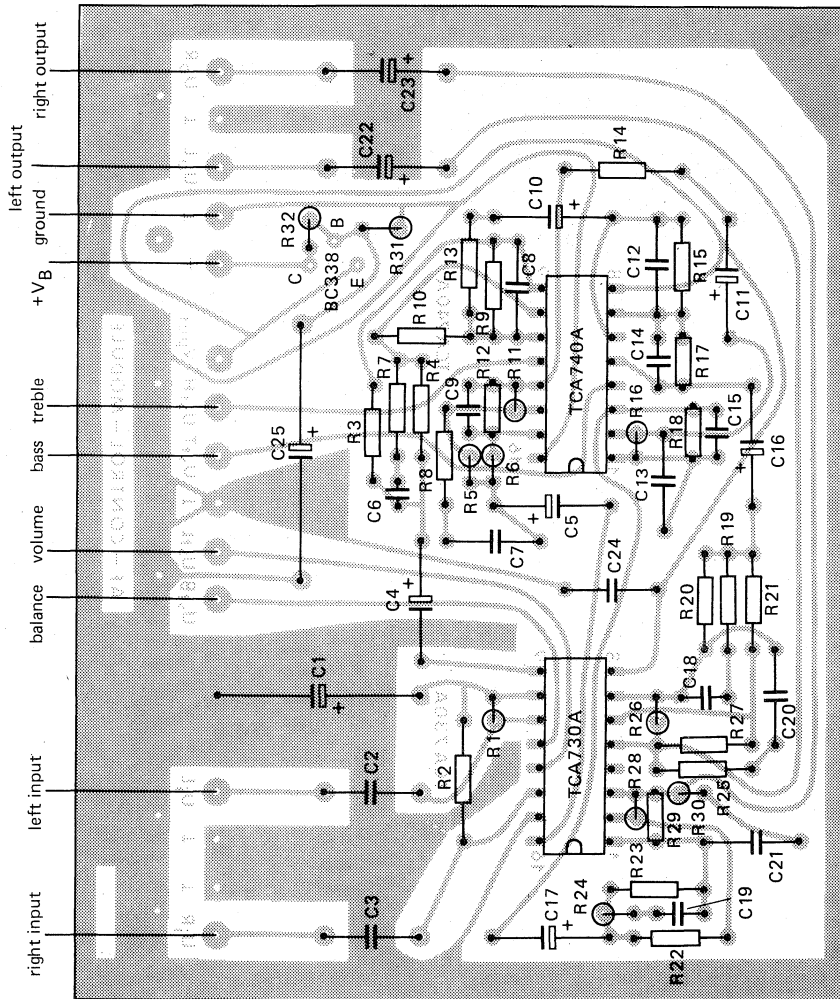 right output
left output
ground
+VB
treble
bass
volume
balance
left input
right input
C23
+
C22
+
R14
R32
B
C
BC338
E
R31
C10
+
R13
R9
C8
C12
R15
C11
+
R10
C14
R17
TCA740A
R7
R4
R12
C9
R11
R3
C25
+
R16
R18
C15
C16
+
R8
R5
R6
C6
C13
C5
+
C7
C24
C4
+
R19
R20
R21
C1
+
C18
R26
R27
C20
TCA730A
R1
R2
C2
R28
R25
R30
R29
C21
R23
R24
C3
C17
+
C19
R22
AF-CONTROL-MODULE